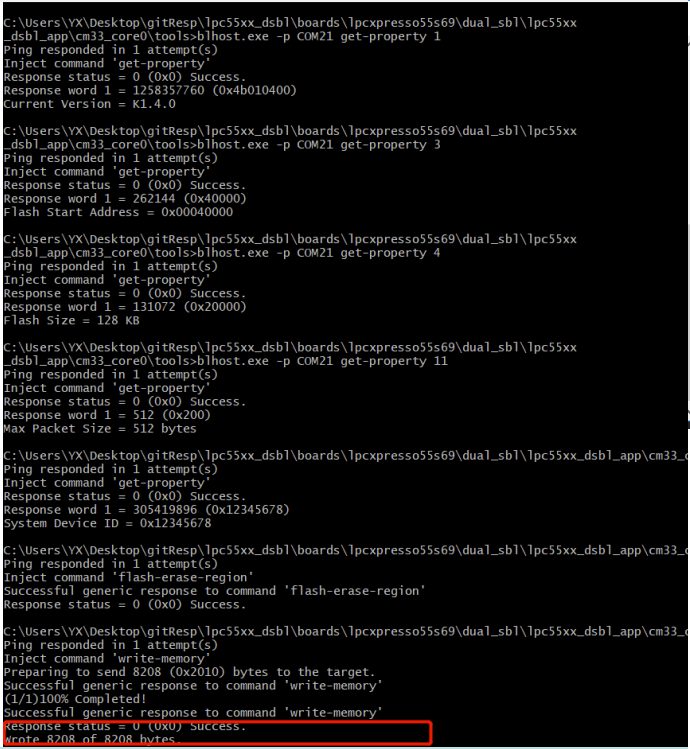 C:\Users\YX\Desktop\gitResp\lpc55xx_dsbl\boards\lpcxpresso55s69\dual_sbl\lpc55xx
_dsbl_app\cm33_core0\tools>blhost.exe -p COM21 get-property 1
Ping responded in 1 attempt(s)
Inject command 'get-property'
Response status = 0 (0x0) Success.
Response word 1 = 1258357760 (0x4b010400)
Current Version = K1.4.0
C:\Users\YX\Desktop\gitResp\lpc55xx_dsbl\boards\lpcxpresso55s69\dual_sbl\lpc55xx
_dsbl_app\cm33_core0\tools>blhost.exe -p COM21 get-property 3
Ping responded in 1 attempt(s)
Inject command 'get-property'
Response status = 0 (0x0) Success.
Response word 1 = 262144 (0x40000)
Flash Start Address = 0x00040000
C:\Users\YX\Desktop\gitResp\lpc55xx_dsbl\boards\lpcxpresso55s69\dual_sbl\lpc55xx
_dsbl_app\cm33_core0\tools>blhost.exe -p COM21 get-property 4
Ping responded in 1 attempt(s)
Inject command 'get-property'
Response status = 0 (0x0) Success.
Response word 1 = 131072 (0x20000)
Flash Size = 128 KB
C:\Users\YX\Desktop\gitResp\lpc55xx_dsbl\boards\lpcxpresso55s69\dual_sbl\lpc55xx
_dsbl_app\cm33_core0\tools>blhost.exe -p COM21 get-property 11
Ping responded in 1 attempt(s)
Inject command 'get-property'
Response status = 0 (0x0) Success.
Response word 1 = 512 (0x200)
Max Packet Size = 512 bytes
C:\Users\YX\Desktop\gitResp\lpc55xx_dsbl\boards\lpcxpresso55s69\dual_sbl\lpc55xx_dsbl_app\cm33_c
Ping responded in 1 attempt(s)
Inject command 'get-property'
Response status = 0 (0x0) Success.
Response word 1 = 305419896 (0x12345678)
System Device ID = 0x12345678
C:\Users\YX\Desktop\gitResp\lpc55xx_dsbl\boards\lpcxpresso55s69\dual_sbl\lpc55xx_dsbl_app\cm33_c
Ping responded in 1 attempt(s)
Inject command 'flash-erase-region'
Successful generic response to command 'flash-erase-region'
Response status = 0 (0x0) Success.
C:\Users\YX\Desktop\gitResp\lpc55xx_dsbl\boards\lpcxpresso55s69\dual_sbl\lpc55xx_dsbl_app\cm33_c
Ping responded in 1 attempt(s)
Inject command 'write-memory'
Preparing to send 8208 (0x2010) bytes to the target.
Successful generic response to command 'write-memory'
(1/1)100% Completed!
Successful generic response to command 'write-memory'
Response status = 0 (0x0) Success.
Wrote 8208 of 8208 bytes.